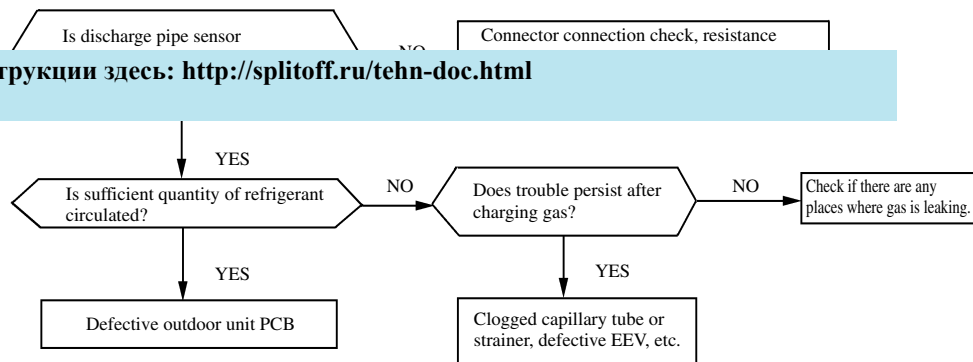 Is discharge pipe sensor
NO
Connector connection check, resistance
трукции здесь: http://splitoff.ru/tehn-doc.html
YES
Is sufficient quantity of refrigerant
circulated?
NO
Does trouble persist after
charging gas?
NO
Check if there are any
places where gas is leaking.
YES
YES
Defective outdoor unit PCB
Clogged capillary tube or
strainer, defective EEV, etc.